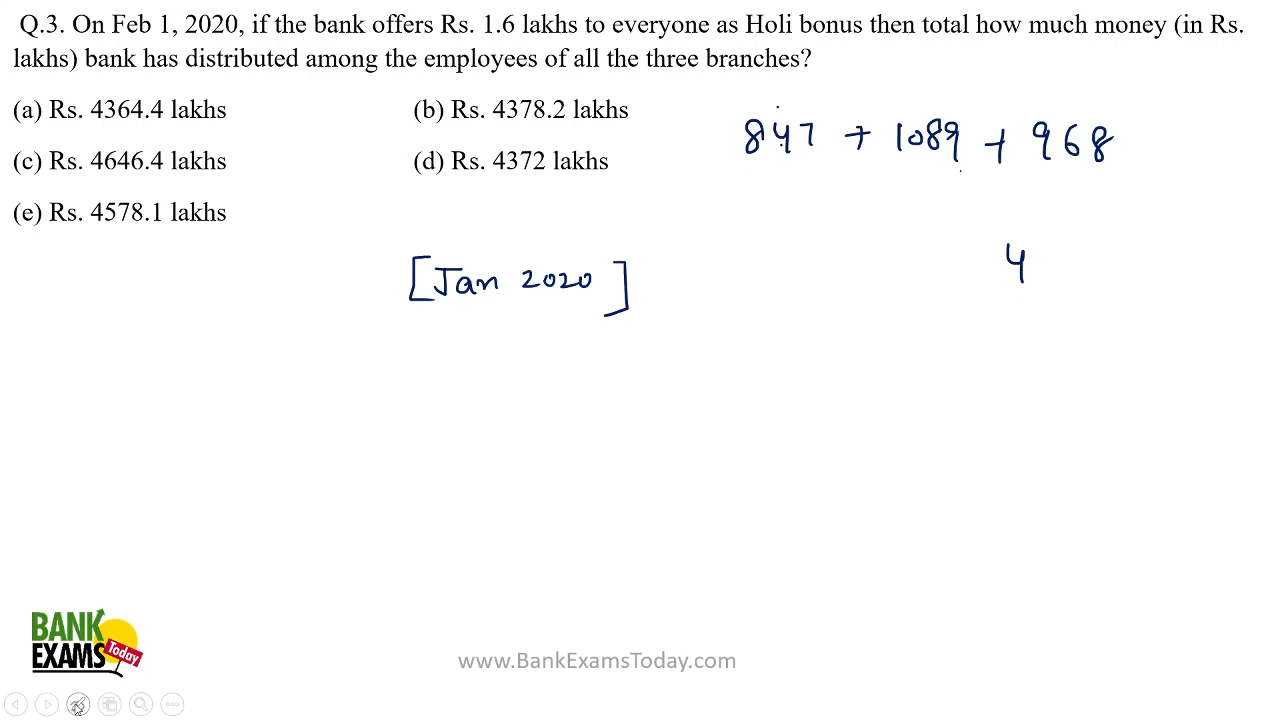 Q.3. On Feb 1, 2020, if the bank offers Rs. 1.6 lakhs to everyone as Holi bonus then total how much money (in Rs.
lakhs) bank has distributed among the employees of all the three branches?
(a) Rs. 4364.4 lakhs (b) Rs. 4378.2 lakhs
847 + 1089 + 968
(c) Rs. 4646.4 lakhs (d) Rs. 4372 lakhs
(e) Rs. 4578.1 lakhs
4
[Jan 2020]
BANK
EXAMS Today
www.BankExamsToday.com